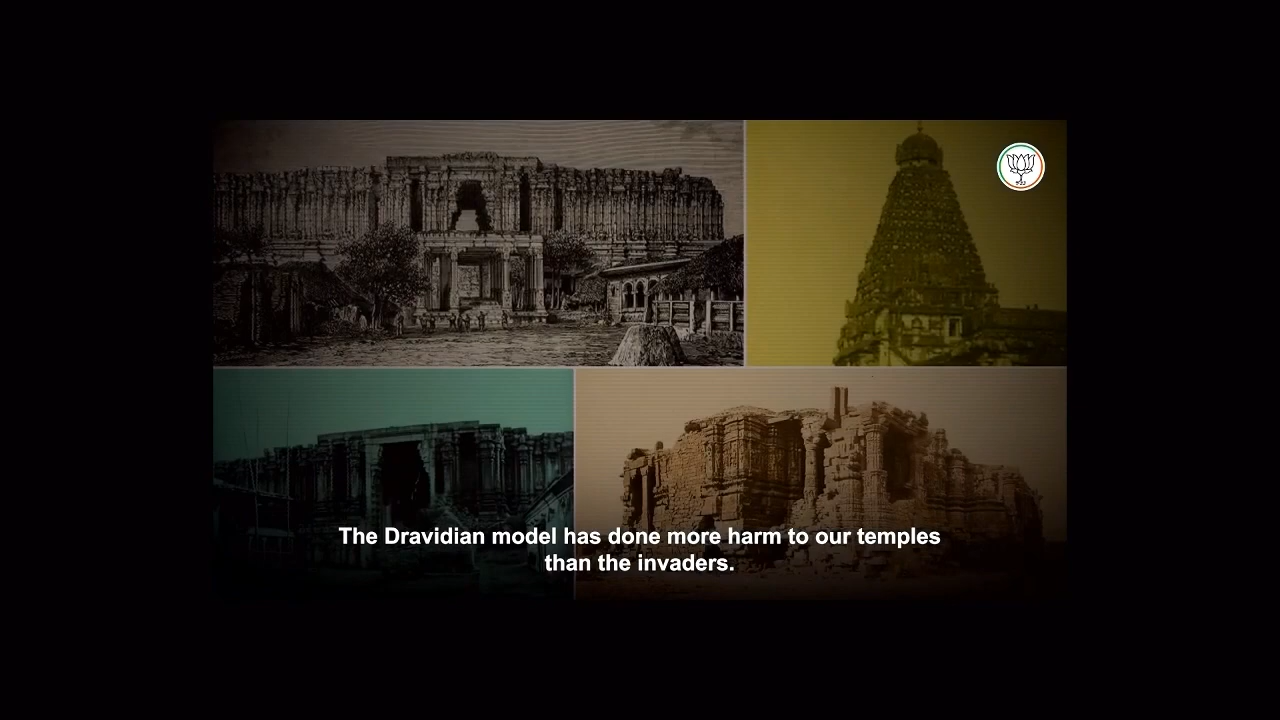 The Dravidian model has done more harm to our temples
than the invaders.